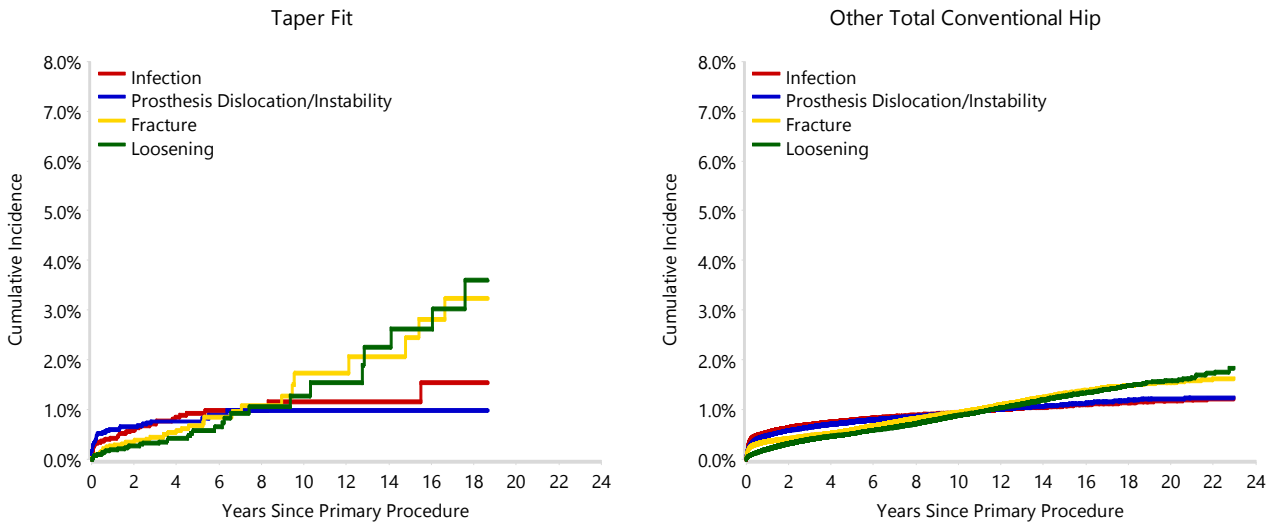 Taper Fit
8.0%
7.0%
6.0%
5.0%
4.0%
3.0%
2.0%
1.0%
0.0%
Cumulative Incidence
Infection
Prosthesis Dislocation/Instability
Fracture
Loosening
0 2 4 6 8 10 12 14 16 18 20 22 24
Years Since Primary Procedure
Other Total Conventional Hip
8.0%
7.0%
6.0%
5.0%
4.0%
3.0%
2.0%
1.0%
0.0%
Cumulative Incidence
Infection
Prosthesis Dislocation/Instability
Fracture
Loosening
0 2 4 6 8 10 12 14 16 18 20 22 24
Years Since Primary Procedure